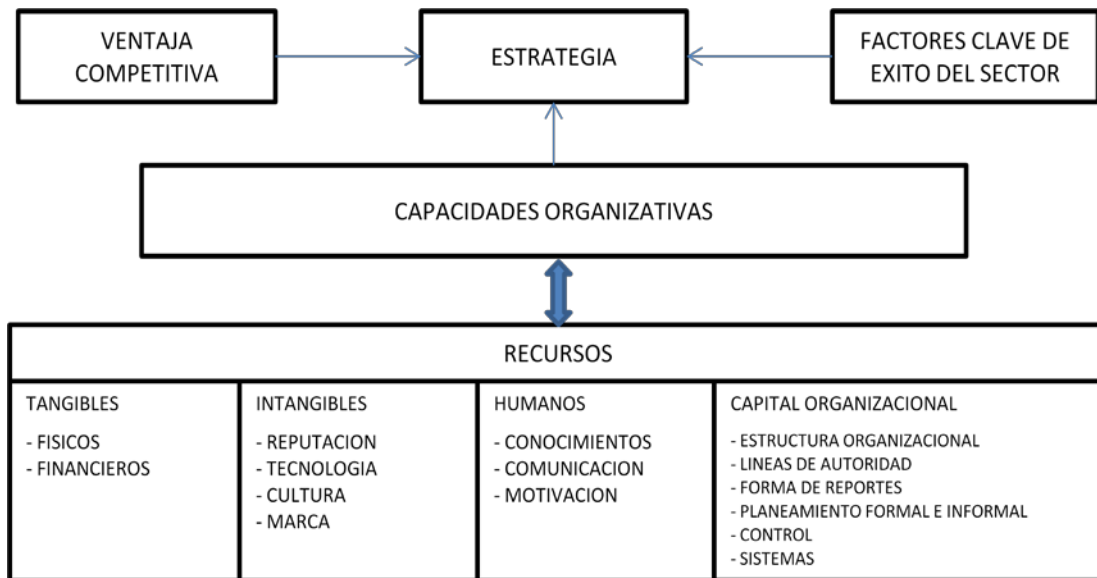 VENTAJA
COMPETITIVA
ESTRATEGIA
FACTORES CLAVE DE
EXITO DEL SECTOR
CAPACIDADES ORGANIZATIVAS
RECURSOS
TANGIBLES
- FISICOS
- FINANCIEROS
INTANGIBLES
- REPUTACION
- TECNOLOGIA
- CULTURA
- MARCA
HUMANOS
- CONOCIMIENTOS
- COMUNICACION
- MOTIVACION
CAPITAL ORGANIZACIONAL
- ESTRUCTURA ORGANIZACIONAL
- LINEAS DE AUTORIDAD
- FORMA DE REPORTES
- PLANEAMIENTO FORMAL E INFORMAL
- CONTROL
- SISTEMAS